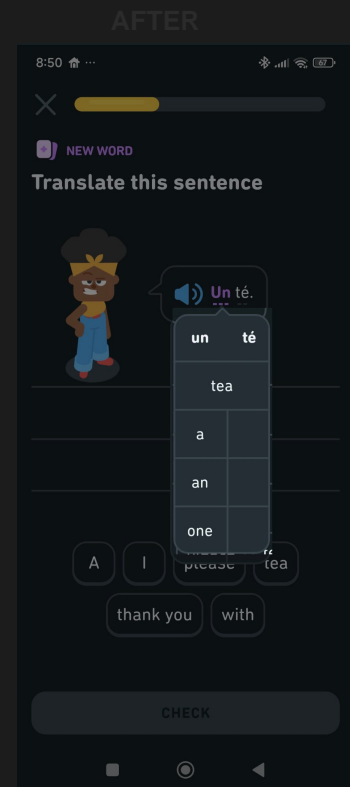 AFTER
8:50 ...
67
NEW WORD
Translate this sentence
Un té.
un té
tea
a
an
one
A I please tea
thank you with
CHECK